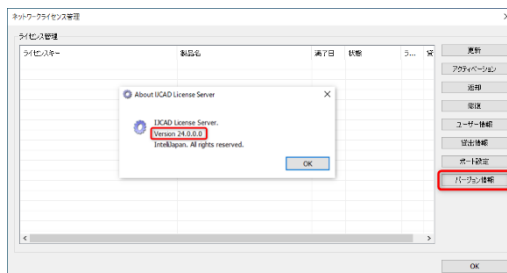 ネットワークライセンス管理
ライセンス管理
ライセンスキー 製品名 満了日 状態 ラ... 貸
更新
アクティベーション
返却
About IJCAD License Server
IJCAD License Server.
Version 24.0.0.0
IntelliJapan. All rights reserved.
OK
ユーザー情報
貸出情報
ポート設定
バージョン情報
OK